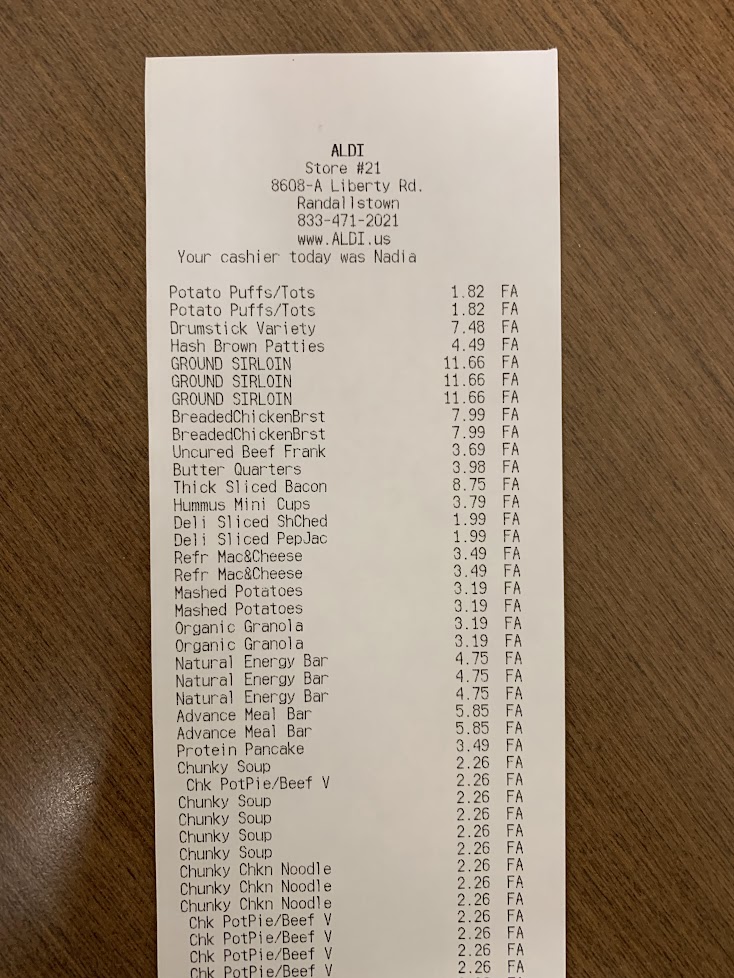 ALDI
Store #21
8608-A Liberty Rd.
Randallstown
833-471-2021
www.ALDI.us
Your cashier today was Nadia
Potato Puffs/Tots 1.82 FA
Potato Puffs/Tots 1.82 FA
Drumstick Variety 7.48 FA
Hash Brown Patties 4.49 FA
GROUND SIRLOIN 11.66 FA
GROUND SIRLOIN 11.66 FA
GROUND SIRLOIN 11.66 FA
BreadedChickenBrst 7.99 FA
BreadedChickenBrst 7.99 FA
Uncured Beef Frank 3.69 FA
Butter Quarters 3.98 FA
Thick Sliced Bacon 8.75 FA
Hummus Mini Cups 3.79 FA
Deli Sliced ShChed 1.99 FA
Deli Sliced PepJac 1.99 FA
Refr Mac&Cheese 3.49 FA
Refr Mac&Cheese 3.49 FA
Mashed Potatoes 3.19 FA
Mashed Potatoes 3.19 FA
Organic Granola 3.19 FA
Organic Granola 3.19 FA
Natural Energy Bar 4.75 FA
Natural Energy Bar 4.75 FA
Natural Energy Bar 4.75 FA
Advance Meal Bar 5.85 FA
Advance Meal Bar 5.85 FA
Protein Pancake 3.49 FA
Chunky Soup 2.26 FA
Chk PotPie/Beef V 2.26 FA
Chunky Soup 2.26 FA
Chunky Soup 2.26 FA
Chunky Soup 2.26 FA
Chunky Soup 2.26 FA
Chunky Chkn Noodle 2.26 FA
Chunky Chkn Noodle 2.26 FA
Chunky Chkn Noodle 2.26 FA
Chk PotPie/Beef V 2.26 FA
Chk PotPie/Beef V 2.26 FA
Chk PotPie/Beef V 2.26 FA
Chk PotPie/Beef V 2.26 FA